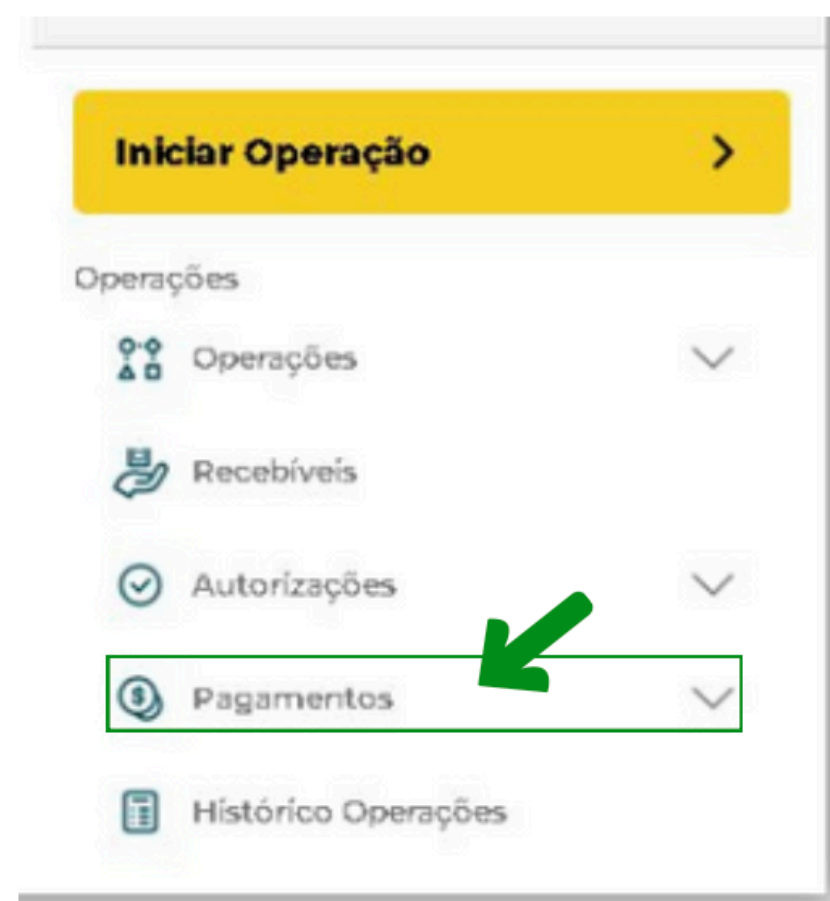 Iniciar Operação
Operações
Operações
Recebíveis
Autorizações
Pagamentos
Histórico Operações